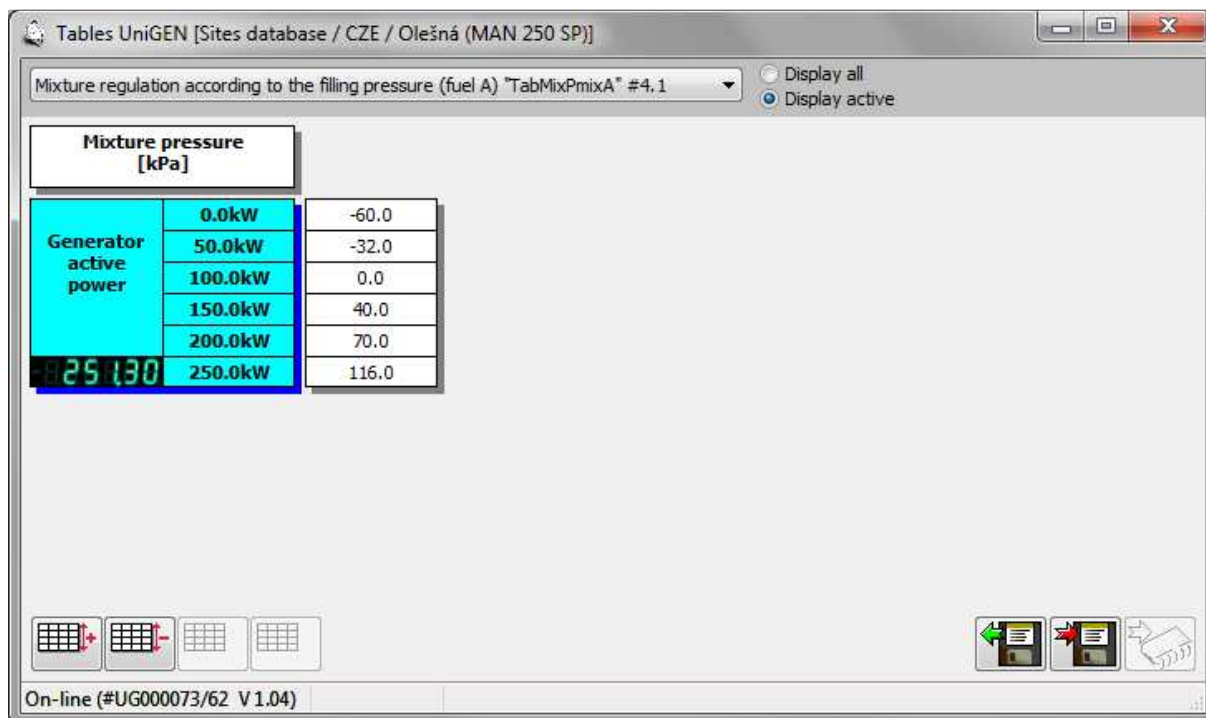 Tables UniGEN [Sites database / CZE / Olešná (MAN 250 SP)]
Mixture regulation according to the filling pressure (fuel A) "TabMixPmixA" #4.1
Display all
Display active
Mixture pressure
[kPa]
Generator
active
power
0.0kW -60.0
50.0kW -32.0
100.0kW 0.0
150.0kW 40.0
200.0kW 70.0
251.30 250.0kW 116.0
On-line (#UG000073/62 V 1.04)